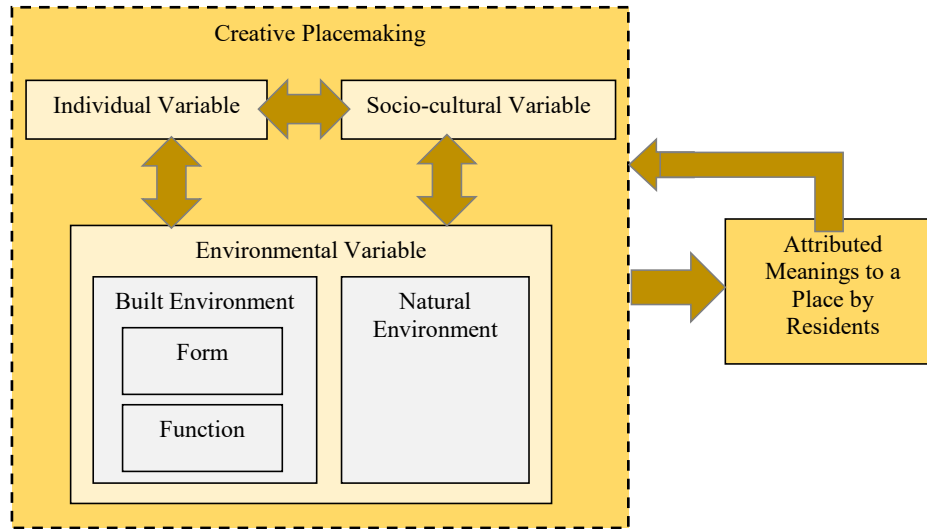 Creative Placemaking
Individual Variable
Socio-cultural Variable
Environmental Variable
Built Environment
Form
Function
Natural
Environment
Attributed
Meanings to a
Place by
Residents